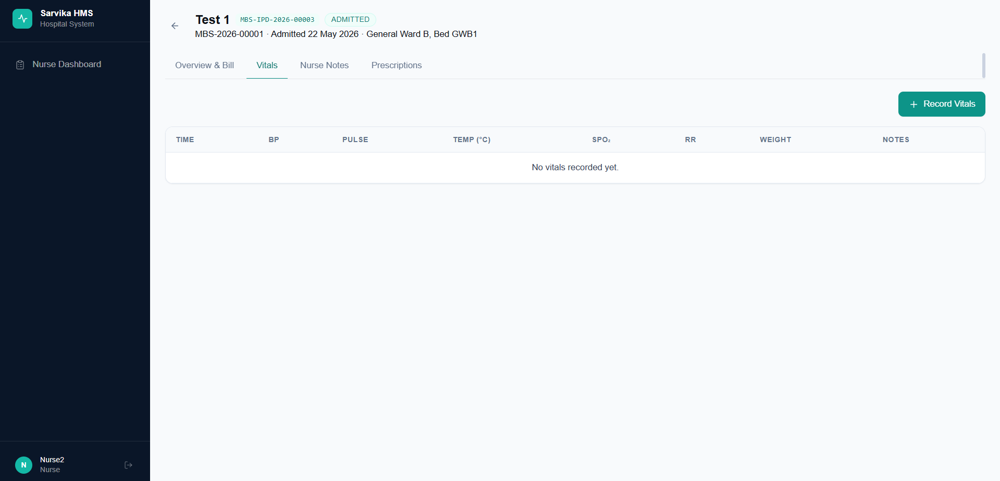 Sarvika HMS
Hospital System
Nurse Dashboard
Test 1 MBS-IPD-2026-00003 ADMITTED
MBS-2026-00001 · Admitted 22 May 2026 · General Ward B, Bed GWB1
Overview & Bill Vitals Nurse Notes Prescriptions
+ Record Vitals
TIME BP PULSE TEMP (°C) SPO₂ RR WEIGHT NOTES
No vitals recorded yet.
N
Nurse2
Nurse